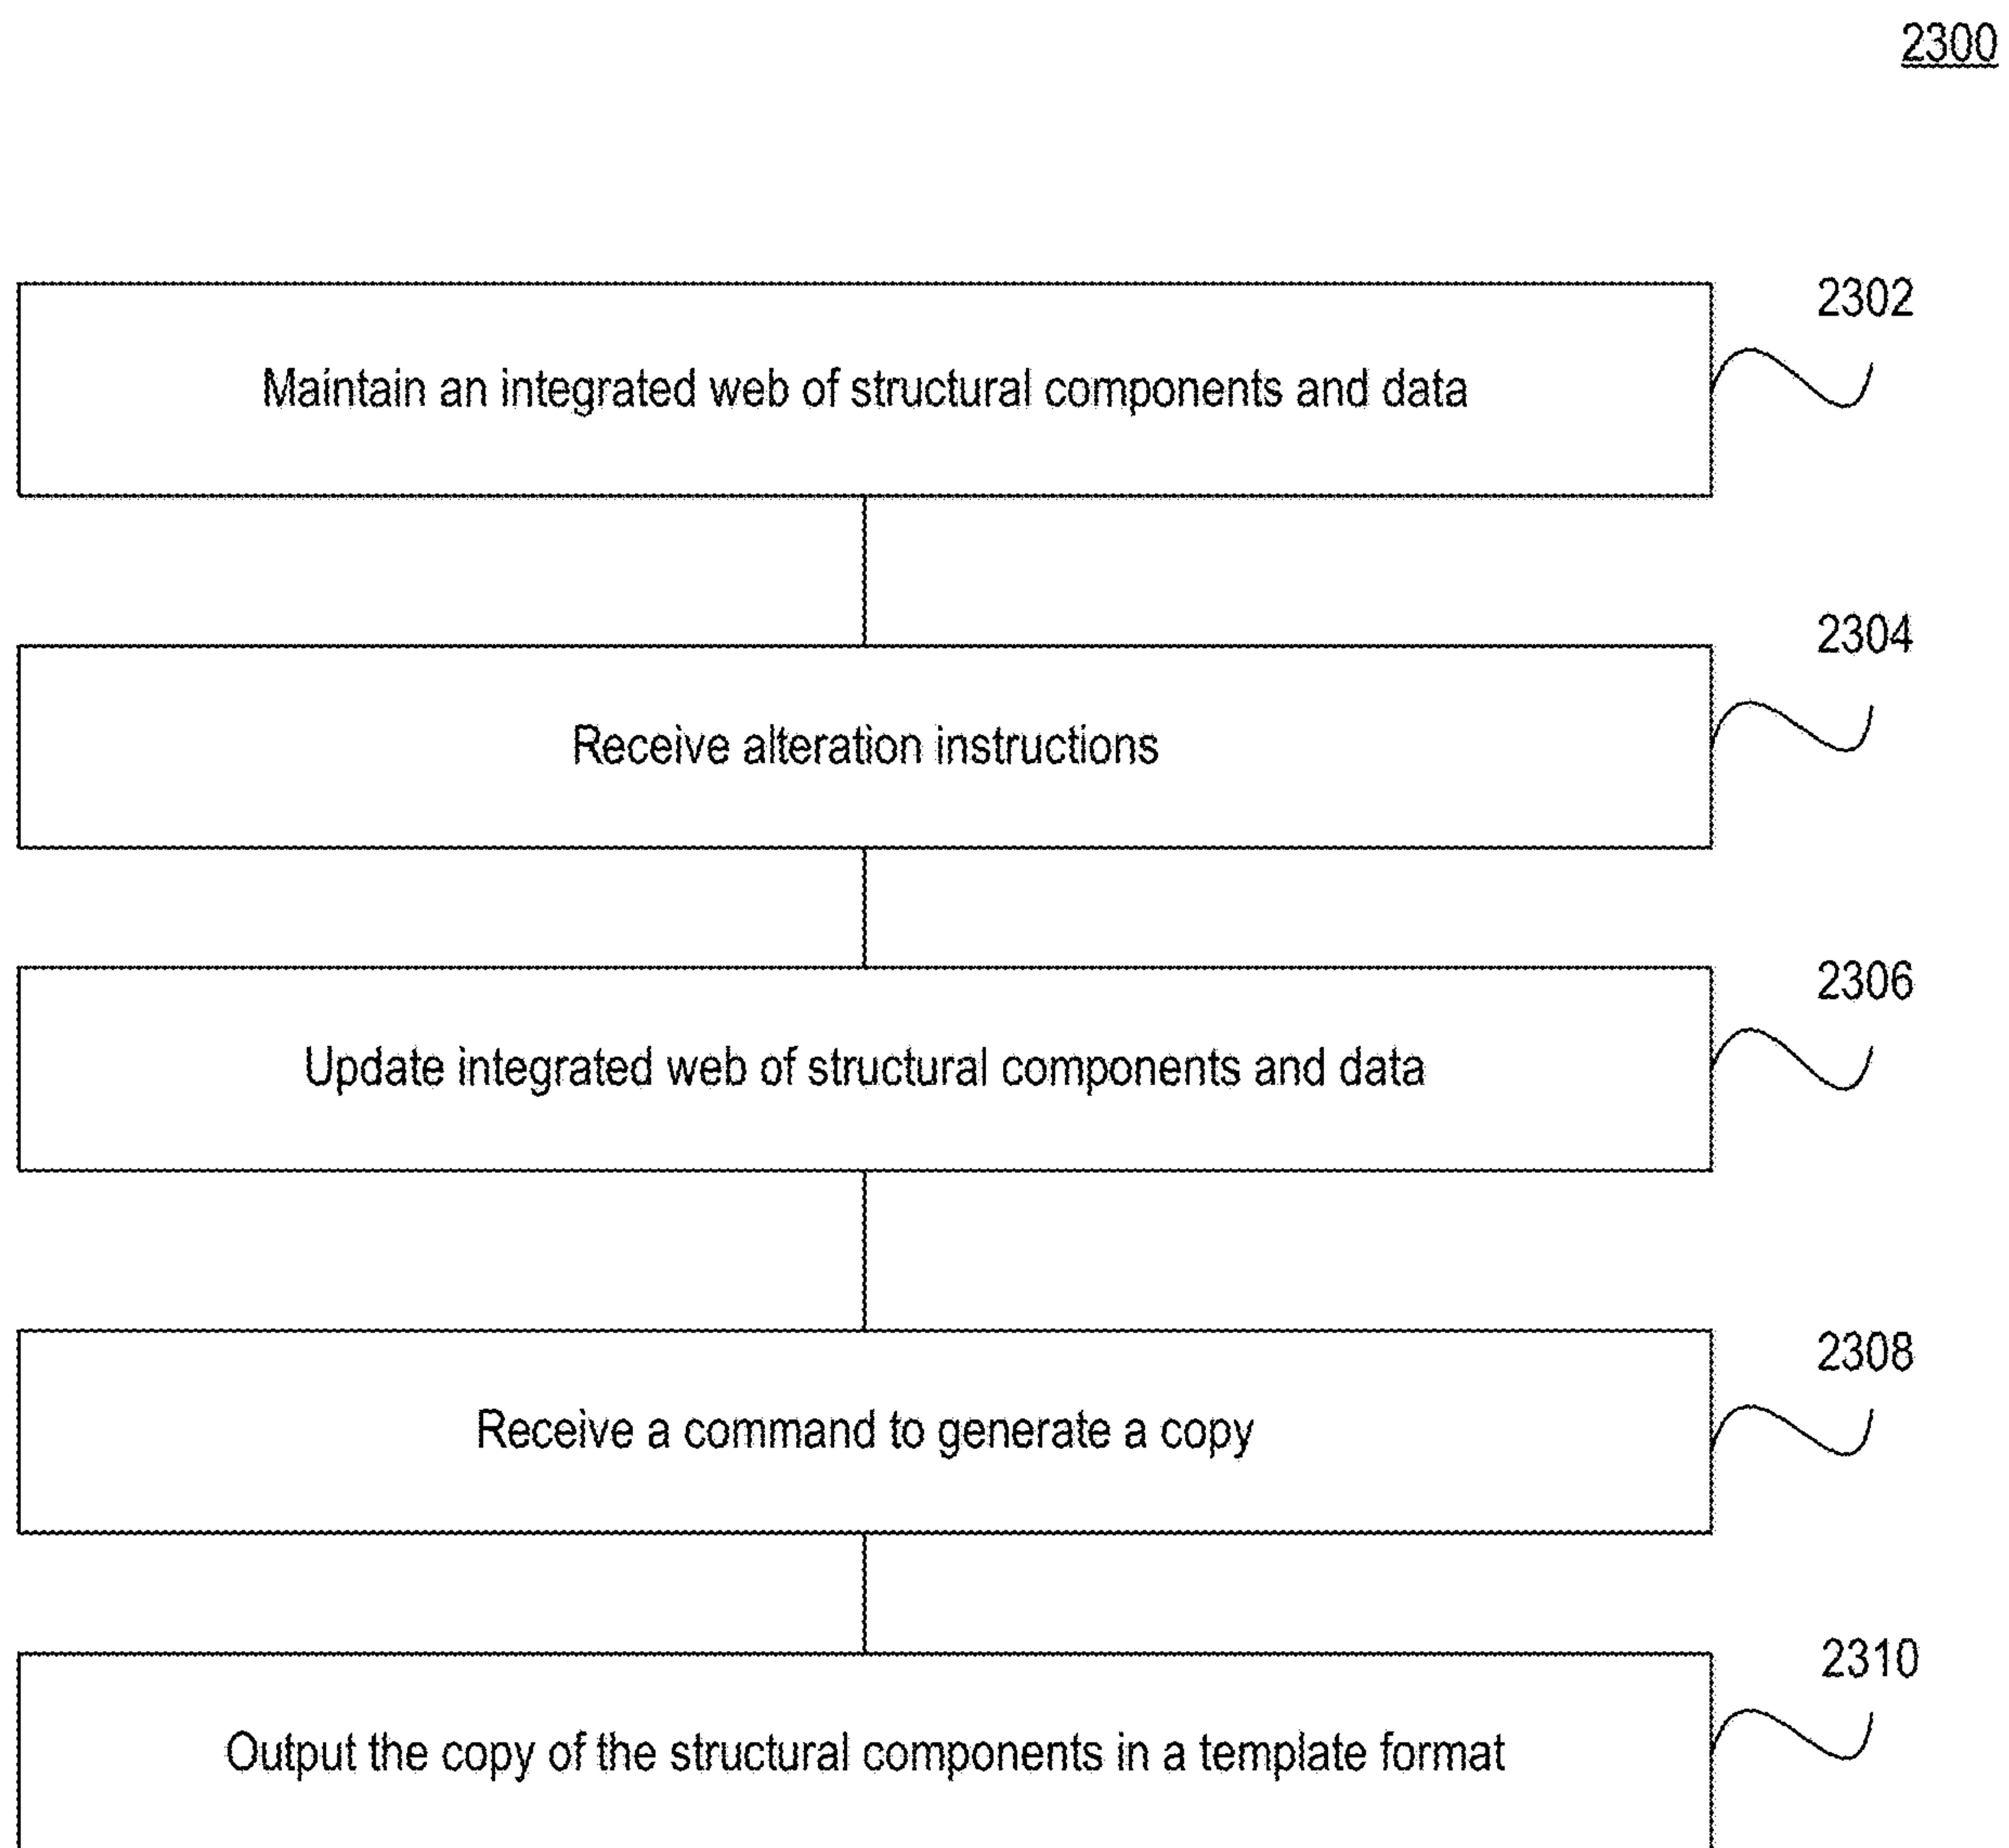 2300
2302
Maintain an integrated web of structural components and data
2304
Receive alteration instructions
2306
Update integrated web of structural components and data
2308
Receive a command to generate a copy
2310
Output the copy of the structural components in a template format